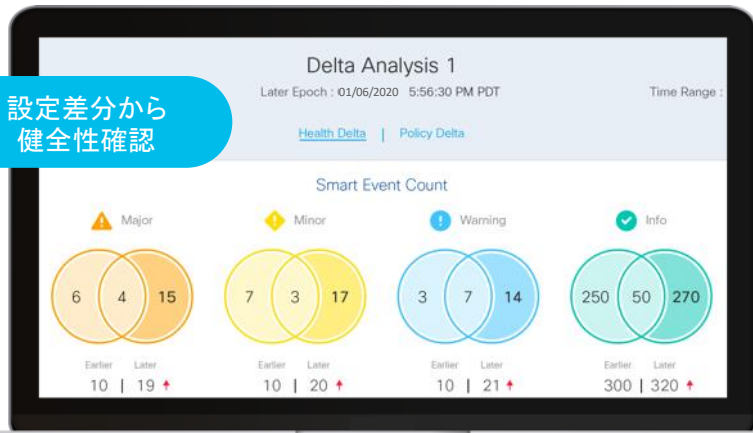 Delta Analysis 1
Later Epoch : 01/06/2020 5:56:30 PM PDT
Time Range :
設定差分から
健全性確認
Health Delta | Policy Delta
Smart Event Count
Major
Minor
Warning
Info
6 4 15
7 3 17
3 7 14
250 50 270
Earlier Later
10 | 19
Earlier Later
10 | 20
Earlier Later
10 | 21
Earlier Later
300 | 320